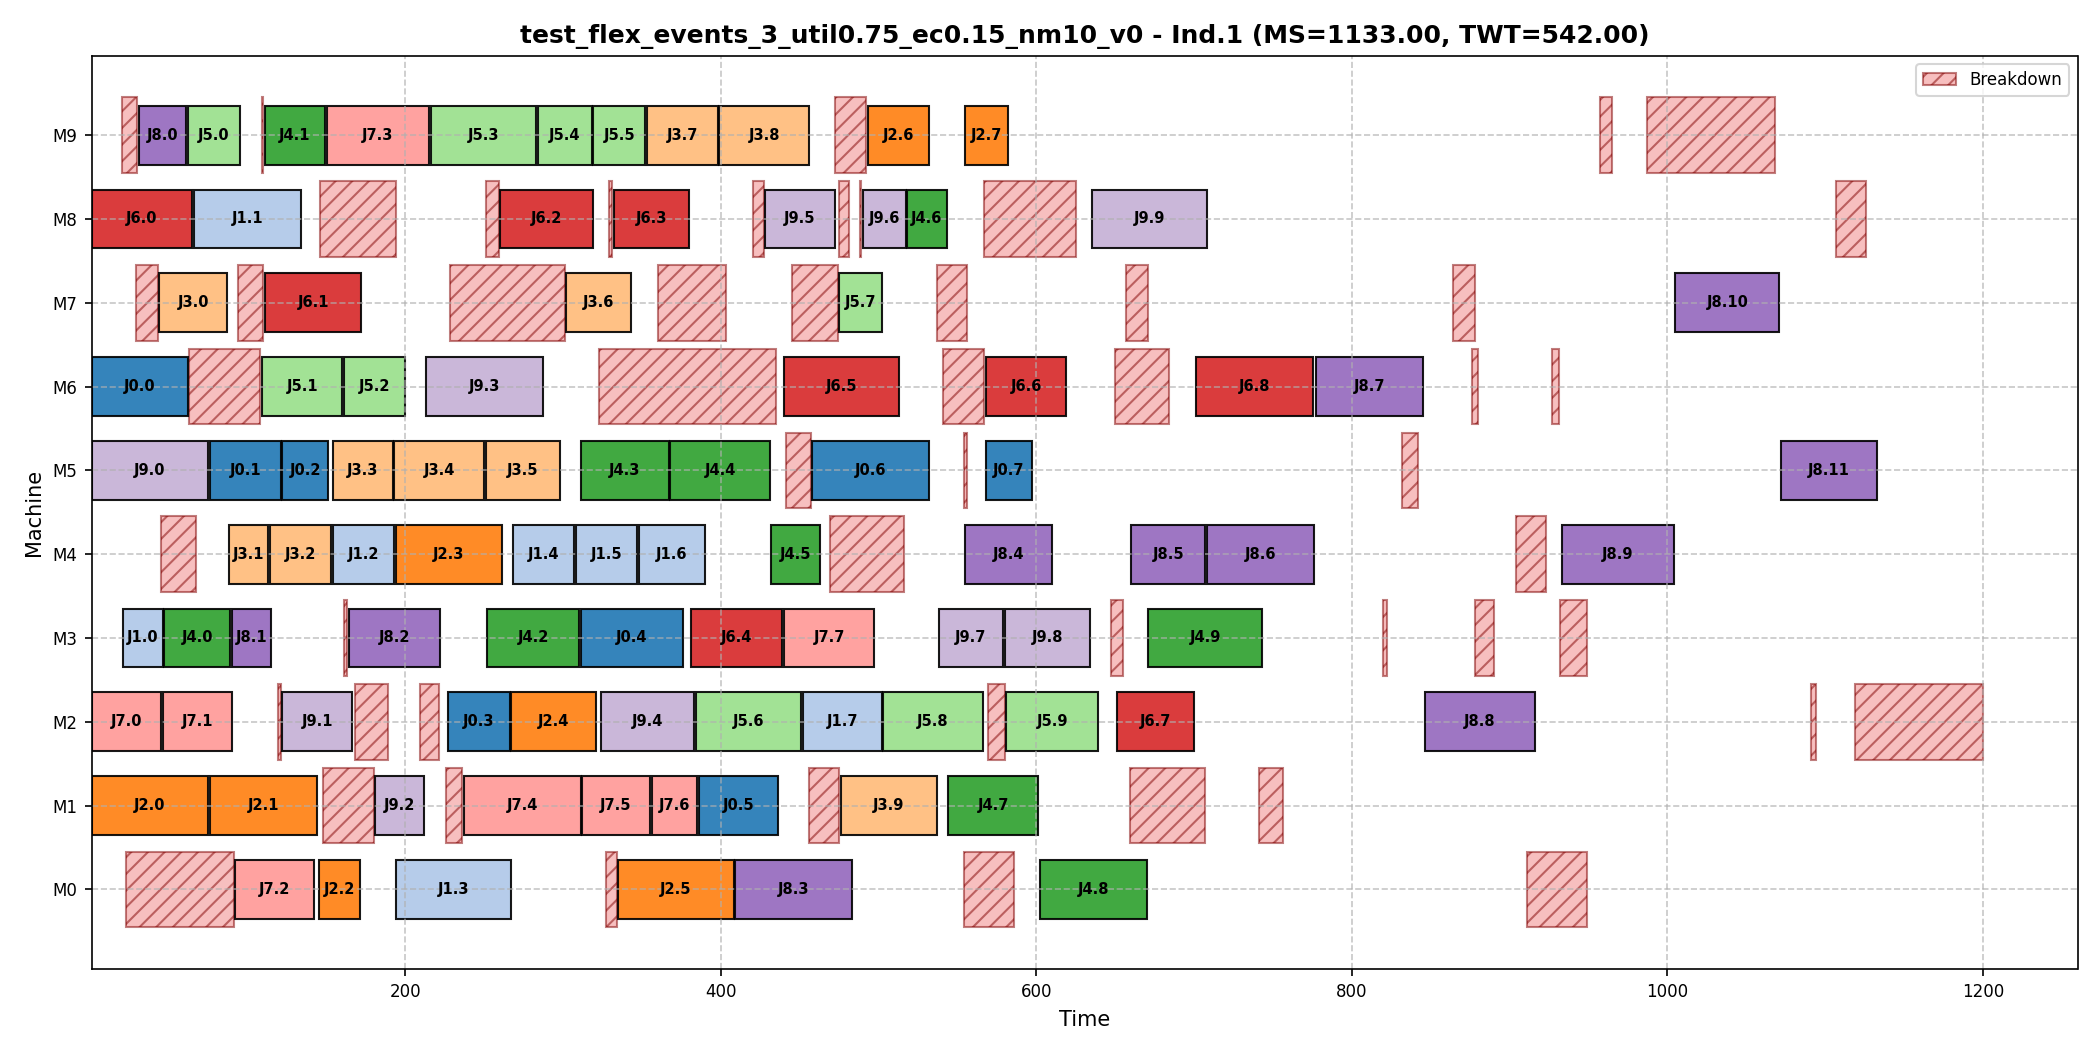 test_flex_events_3_util0.75_ec0.15_nm10_v0 - Ind.1 (MS=1133.00, TWT=542.00)
Breakdown
Machine
M9 J8.0 J5.0 J4.1 J7.3 J5.3 J5.4 J5.5 J3.7 J3.8 J2.6 J2.7
M8 J6.0 J1.1 J6.2 J6.3 J9.5 J9.6 J4.6 J9.9
M7 J3.0 J6.1 J3.6 J5.7 J8.10
M6 J0.0 J5.1 J5.2 J9.3 J6.5 J6.6 J6.8 J8.7
M5 J9.0 J0.1 J0.2 J3.3 J3.4 J3.5 J4.3 J4.4 J0.6 J0.7 J8.11
M4 J3.1 J3.2 J1.2 J2.3 J1.4 J1.5 J1.6 J4.5 J8.4 J8.5 J8.6 J8.9
M3 J1.0 J4.0 J8.1 J8.2 J4.2 J0.4 J6.4 J7.7 J9.7 J9.8 J4.9
M2 J7.0 J7.1 J9.1 J0.3 J2.4 J9.4 J5.6 J1.7 J5.8 J5.9 J6.7 J8.8
M1 J2.0 J2.1 J9.2 J7.4 J7.5 J7.6 J0.5 J3.9 J4.7
M0 J7.2 J2.2 J1.3 J2.5 J8.3 J4.8
200 400 600 800 1000 1200
Time